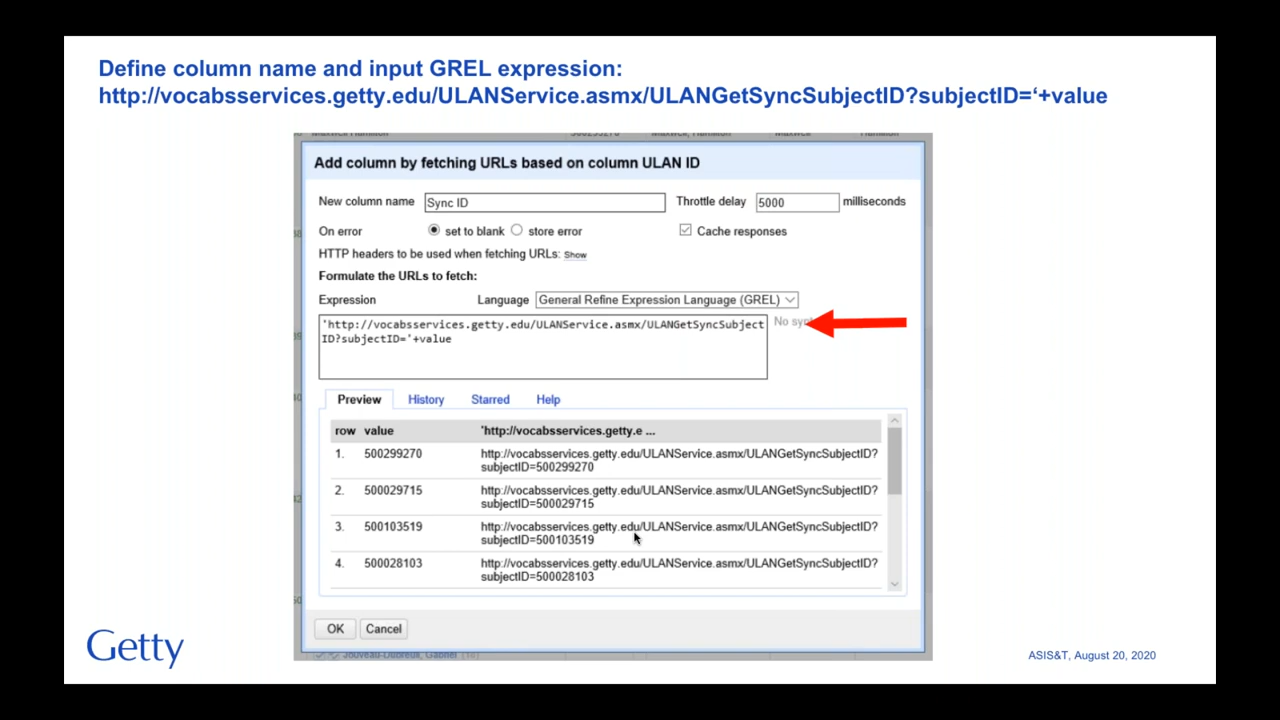 Define column name and input GREL expression:
http://vocabsservices.getty.edu/ULANService.asmx/ULANGetSyncSubjectID?subjectID=‘+value
Add column by fetching URLs based on column ULAN ID
New column name Sync ID Throttle delay 5000 milliseconds
On error set to blank store error Cache responses
HTTP headers to be used when fetching URLs: Show
Formulate the URLs to fetch:
Expression Language General Refine Expression Language (GREL)
'http://vocabsservices.getty.edu/ULANService.asmx/ULANGetSyncSubject
ID?subjectID='+value
No
Preview History Starred Help
row value 'http://vocabsservices.getty.e ...
1. 500299270 http://vocabsservices.getty.edu/ULANService.asmx/ULANGetSyncSubjectID?
subjectID=500299270
2. 500029715 http://vocabsservices.getty.edu/ULANService.asmx/ULANGetSyncSubjectID?
subjectID=500029715
3. 500103519 http://vocabsservices.getty.edu/ULANService.asmx/ULANGetSyncSubjectID?
subjectID=500103519
4. 500028103 http://vocabsservices.getty.edu/ULANService.asmx/ULANGetSyncSubjectID?
subjectID=500028103
OK Cancel
Getty
ASIS&T, August 20, 2020